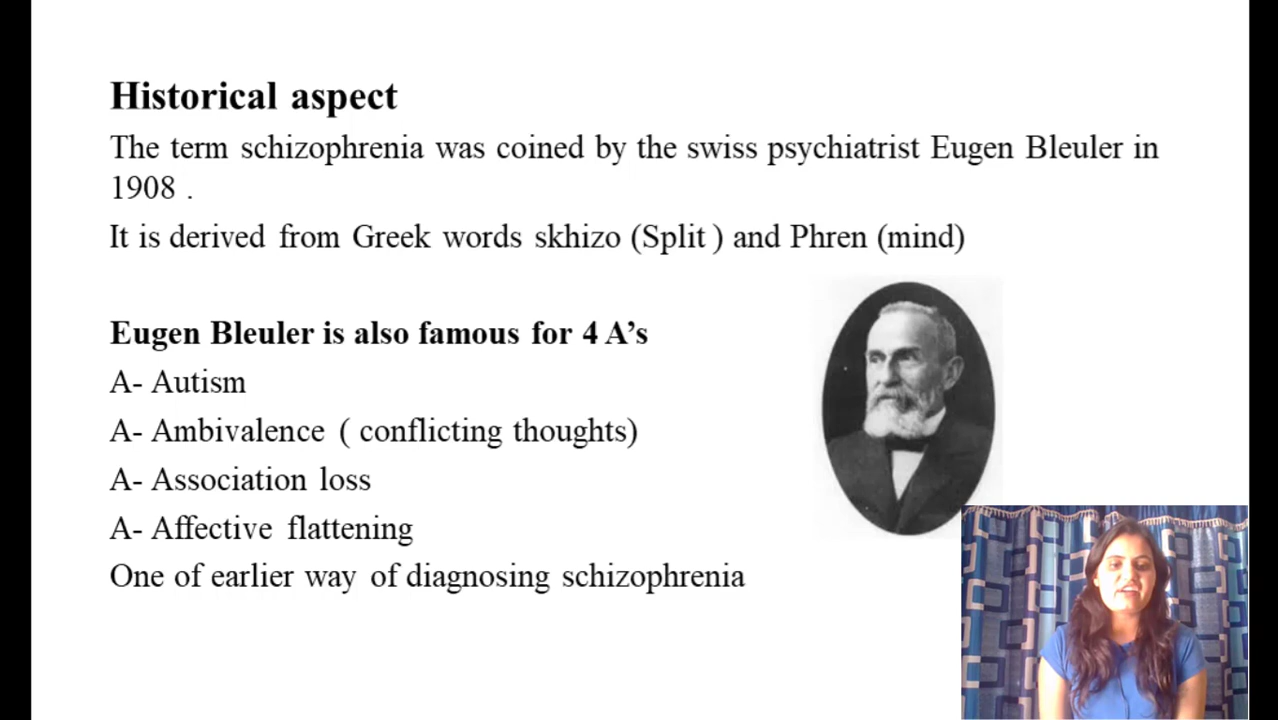 Historical aspect
The term schizophrenia was coined by the swiss psychiatrist Eugen Bleuler in
1908 .
It is derived from Greek words skhizo (Split ) and Phren (mind)
Eugen Bleuler is also famous for 4 A’s
A- Autism
A- Ambivalence ( conflicting thoughts)
A- Association loss
A- Affective flattening
One of earlier way of diagnosing schizophrenia